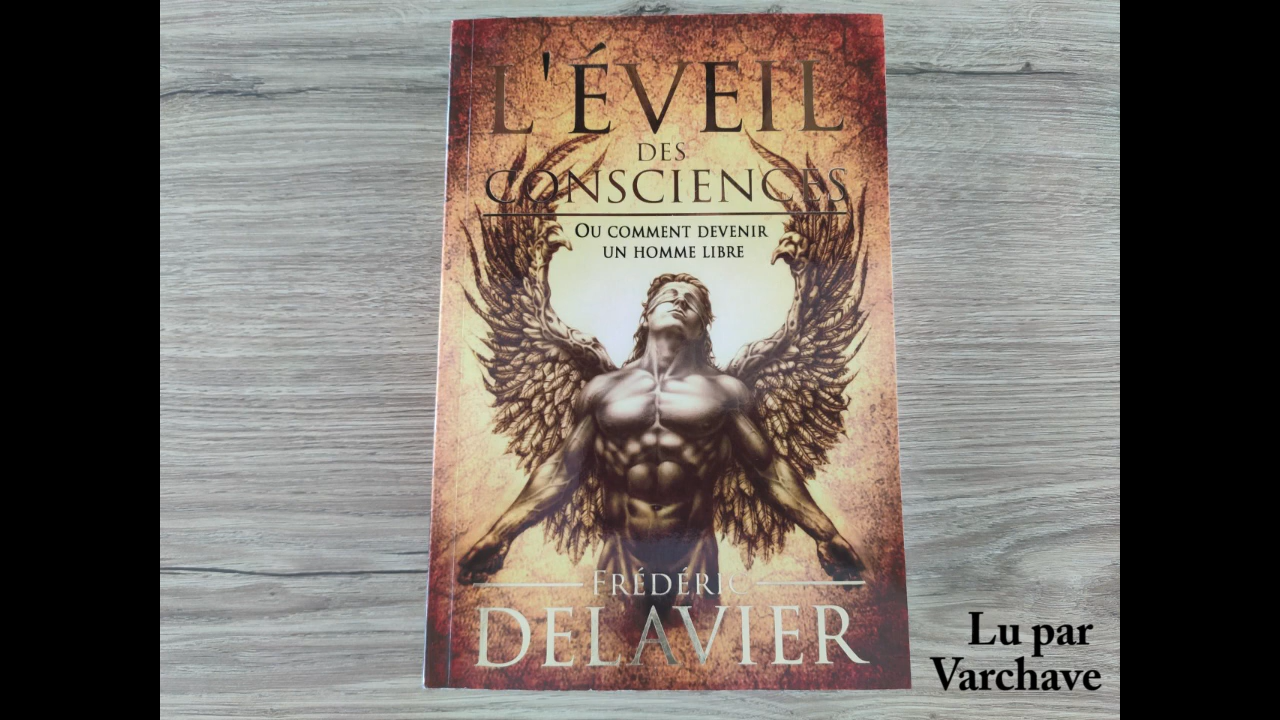 L'ÉVEIL
DES
CONSCIENCES
OU COMMENT DEVENIR
UN HOMME LIBRE
FRÉDÉRIC
DELAVIER
Lu par
Varchave